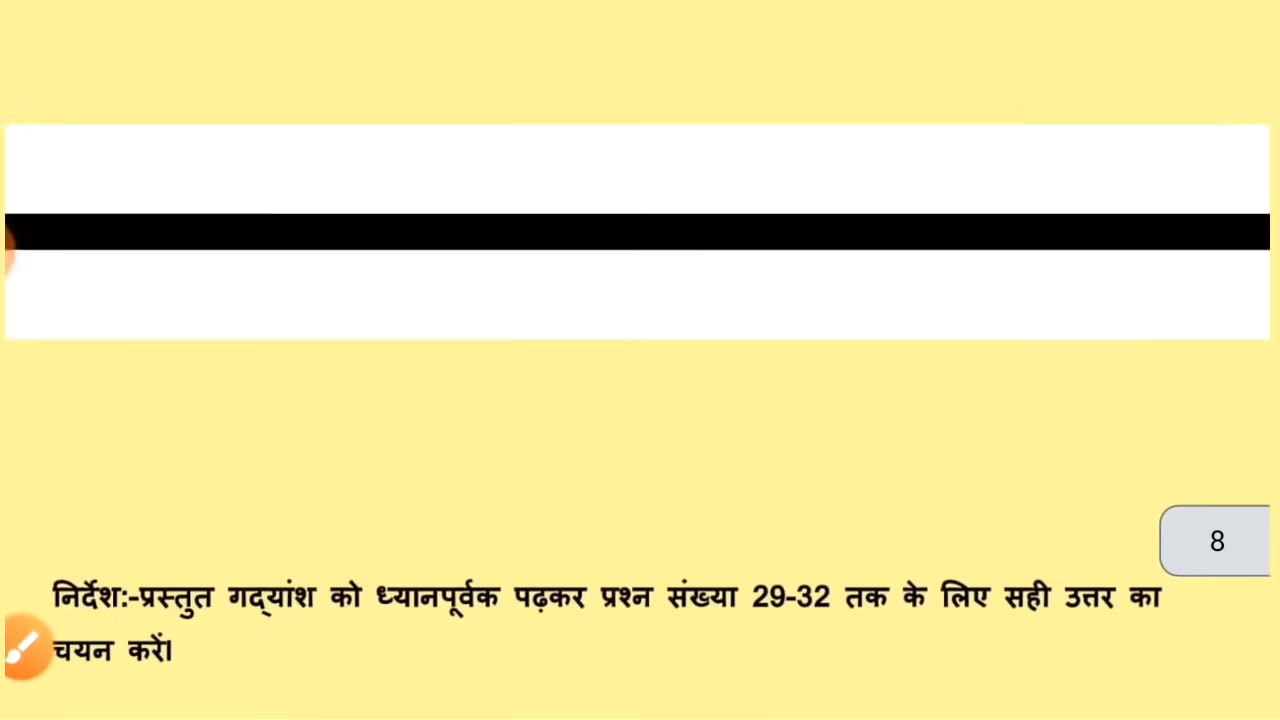 8
निर्देश:-प्रस्तुत गद्यांश को ध्यानपूर्वक पढ़कर प्रश्न संख्या 29-32 तक के लिए सही उत्तर का
चयन करें।